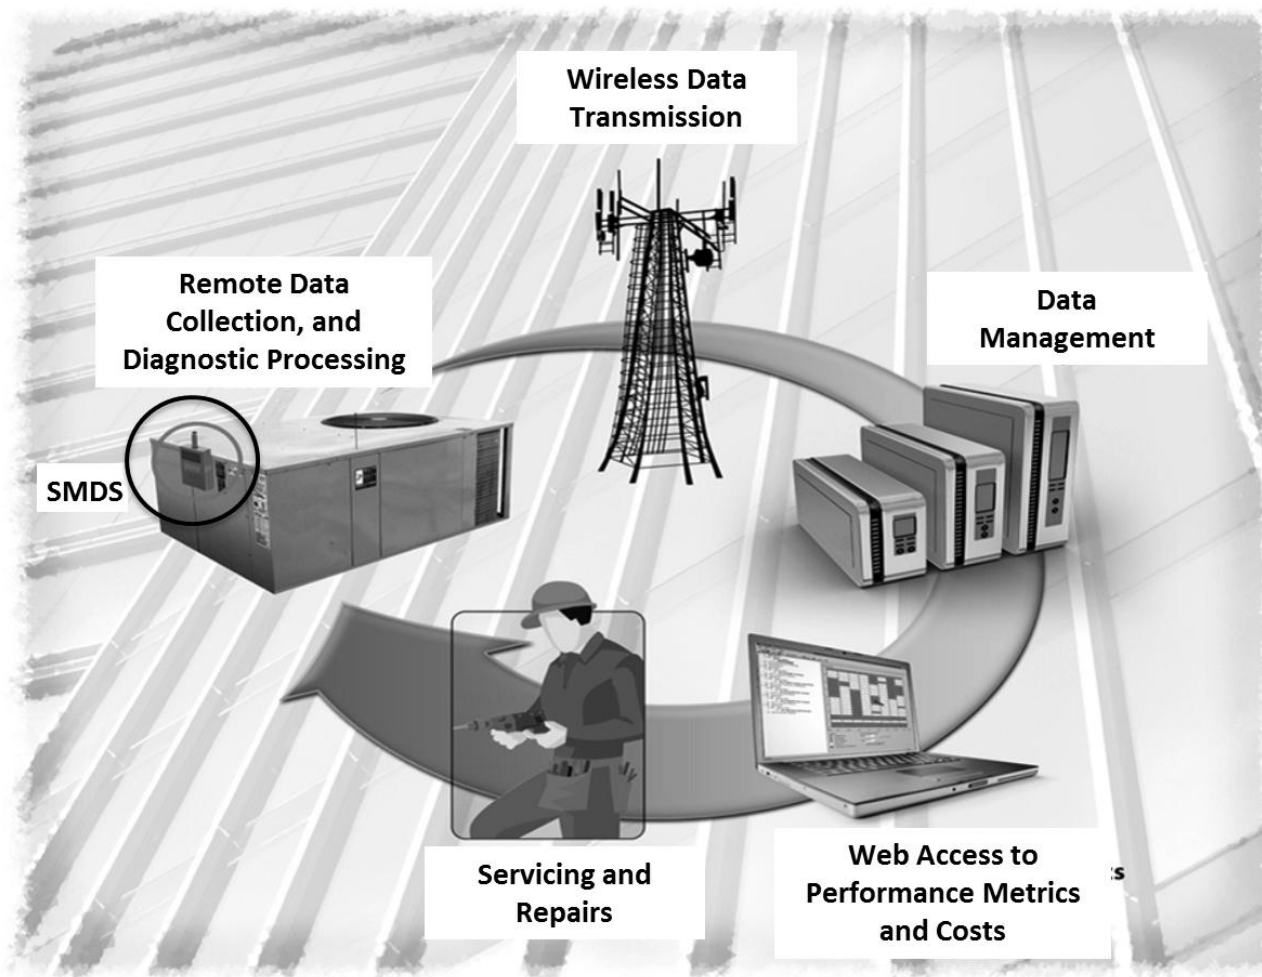 Wireless Data
Transmission
Remote Data
Collection, and
Diagnostic Processing
Data
Management
SMDS
Servicing and
Repairs
Web Access to
Performance Metrics
and Costs